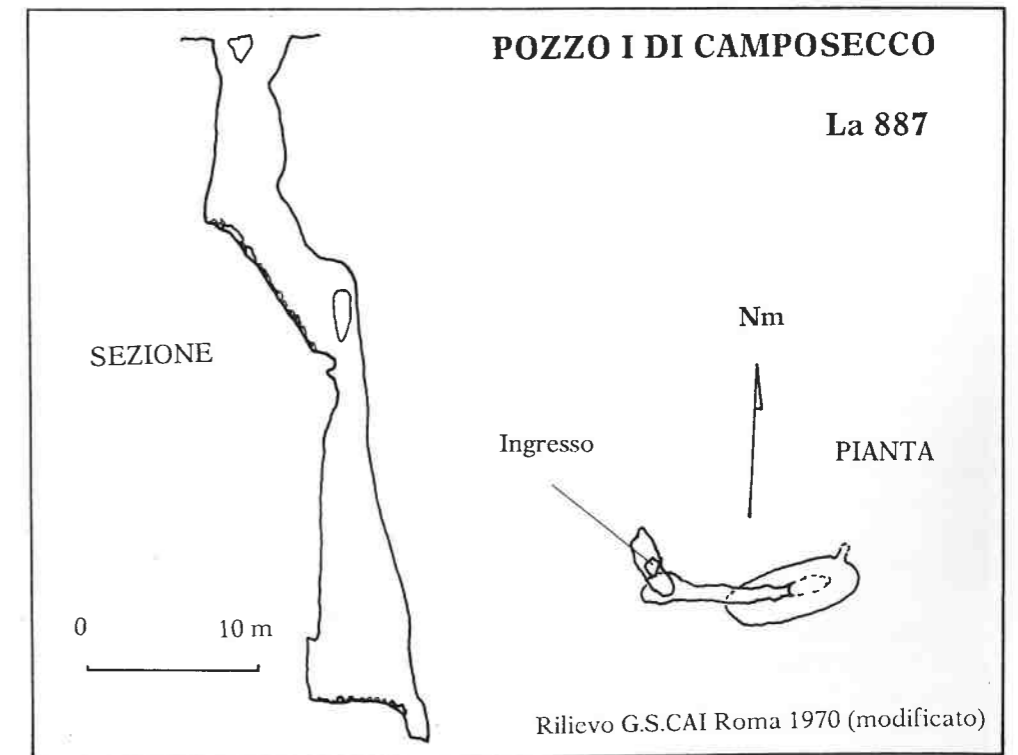 POZZO I DI CAMPOSECCO
La 887
Nm
SEZIONE
Ingresso
PIANTA
0 10 m
Rilievo G.S.CAI Roma 1970 (modificato)